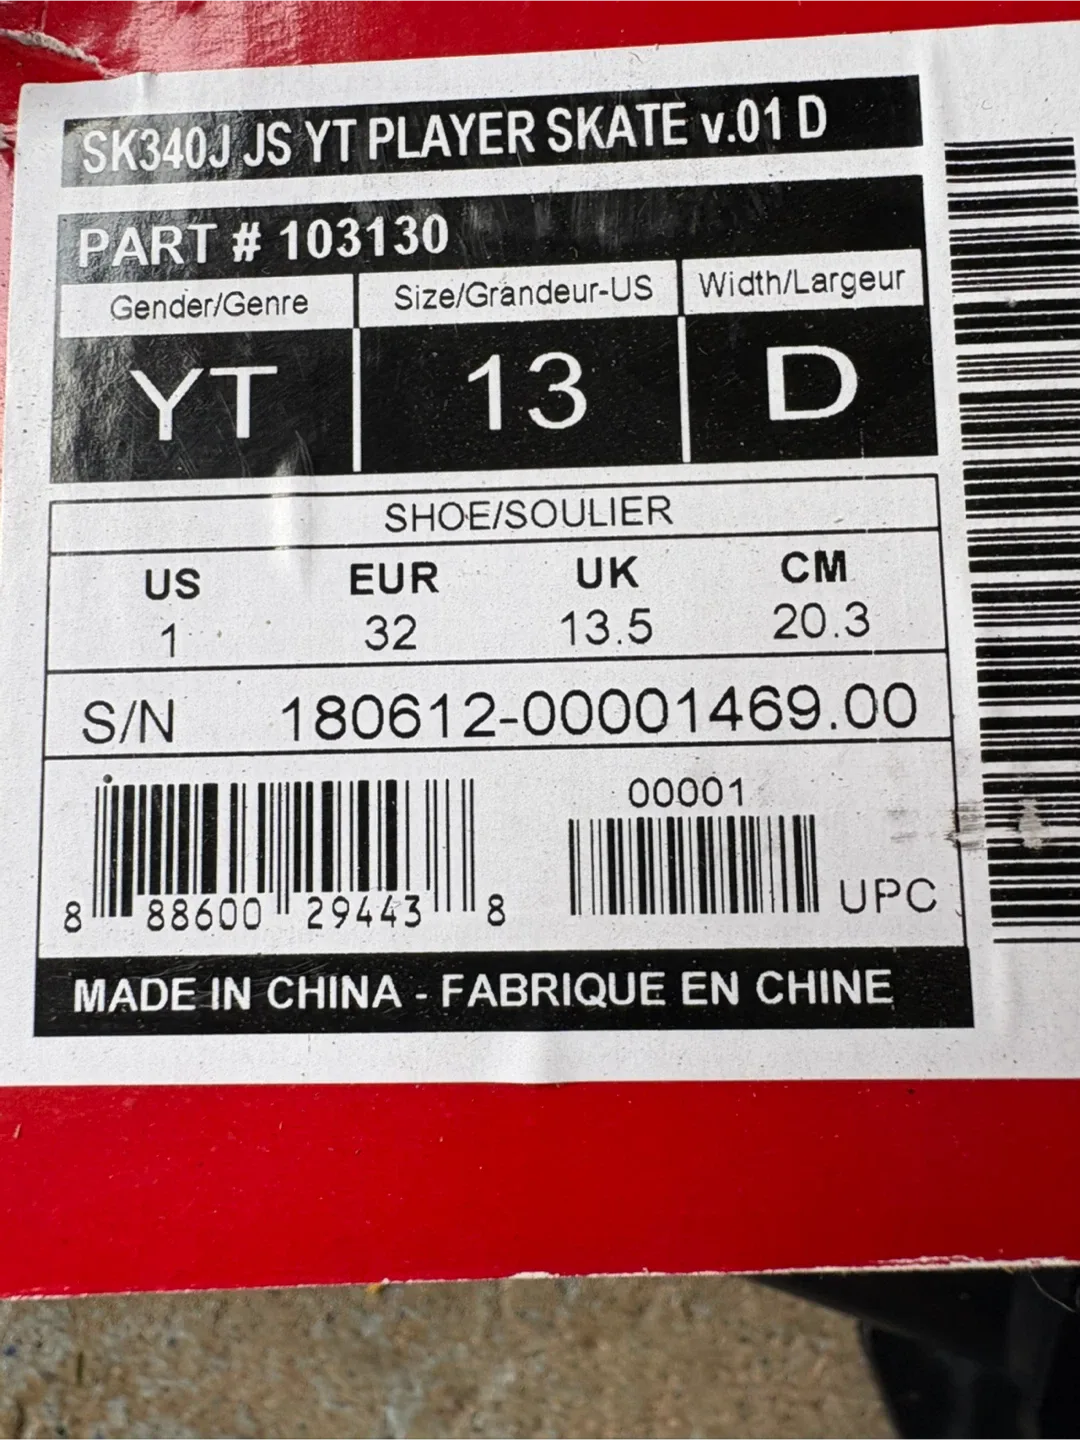 SK340J JS YT PLAYER SKATE v.01 D
PART # 103130
Gender/Genre Size/Grandeur-US Width/Largeur
YT 13 D
SHOE/SOULIER
US EUR UK CM
1 32 13.5 20.3
S/N 180612-00001469.00
00001
8 88600 29443 8 UPC
MADE IN CHINA - FABRIQUE EN CHINE